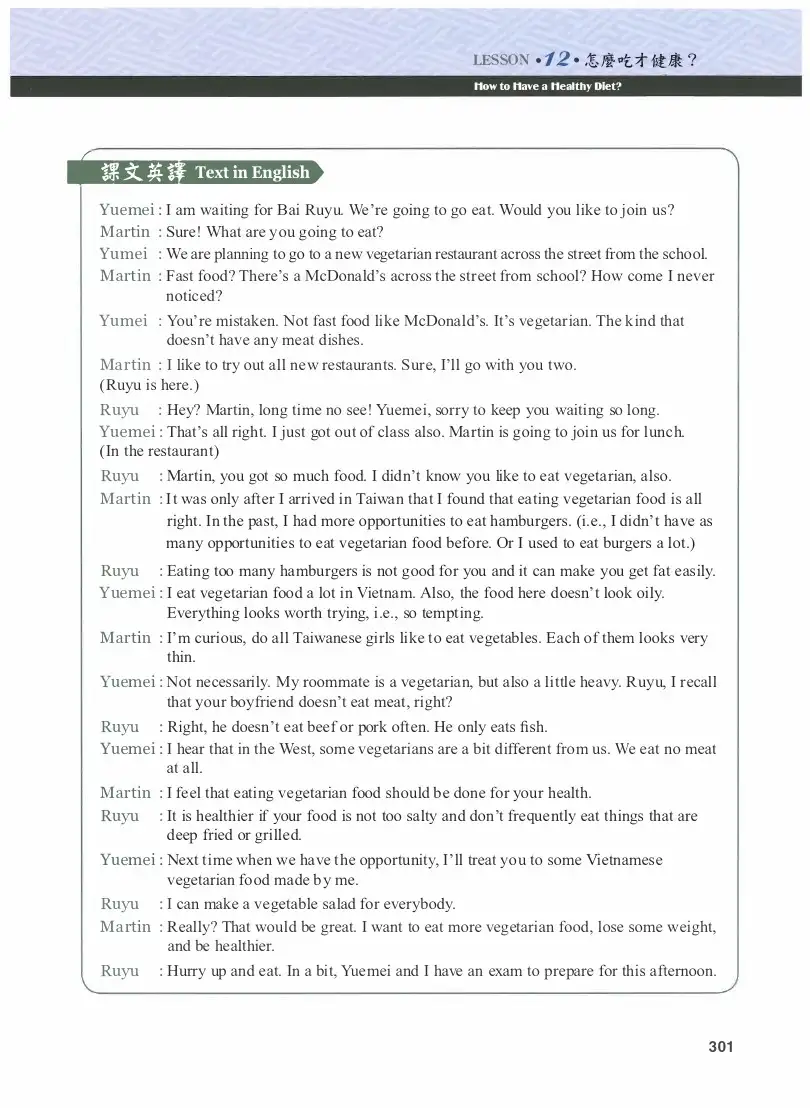 LESSON •12• 怎麼吃才健康？
How to Have a Healthy Diet?
課文英譯 Text in English
Yuemei : I am waiting for Bai Ruyu. We're going to go eat. Would you like to join us?
Martin : Sure! What are you going to eat?
Yumei : We are planning to go to a new vegetarian restaurant across the street from the school.
Martin : Fast food? There's a McDonald's across the street from school? How come I never
noticed?
Yumei : You're mistaken. Not fast food like McDonald's. It's vegetarian. The kind that
doesn't have any meat dishes.
Martin : I like to try out all new restaurants. Sure, I'll go with you two.
(Ruyu is here.)
Ruyu : Hey? Martin, long time no see! Yuemei, sorry to keep you waiting so long.
Yuemei : That's all right. I just got out of class also. Martin is going to join us for lunch.
(In the restaurant)
Ruyu : Martin, you got so much food. I didn't know you like to eat vegetarian, also.
Martin : It was only after I arrived in Taiwan that I found that eating vegetarian food is all
right. In the past, I had more opportunities to eat hamburgers. (i.e., I didn't have as
many opportunities to eat vegetarian food before. Or I used to eat burgers a lot.)
Ruyu : Eating too many hamburgers is not good for you and it can make you get fat easily.
Yuemei : I eat vegetarian food a lot in Vietnam. Also, the food here doesn't look oily.
Everything looks worth trying, i.e., so tempting.
Martin : I'm curious, do all Taiwanese girls like to eat vegetables. Each of them looks very
thin.
Yuemei : Not necessarily. My roommate is a vegetarian, but also a little heavy. Ruyu, I recall
that your boyfriend doesn't eat meat, right?
Ruyu : Right, he doesn't eat beef or pork often. He only eats fish.
Yuemei : I hear that in the West, some vegetarians are a bit different from us. We eat no meat
at all.
Martin : I feel that eating vegetarian food should be done for your health.
Ruyu : It is healthier if your food is not too salty and don't frequently eat things that are
deep fried or grilled.
Yuemei : Next time when we have the opportunity, I'll treat you to some Vietnamese
vegetarian food made by me.
Ruyu : I can make a vegetable salad for everybody.
Martin : Really? That would be great. I want to eat more vegetarian food, lose some weight,
and be healthier.
Ruyu : Hurry up and eat. In a bit, Yuemei and I have an exam to prepare for this afternoon.
301